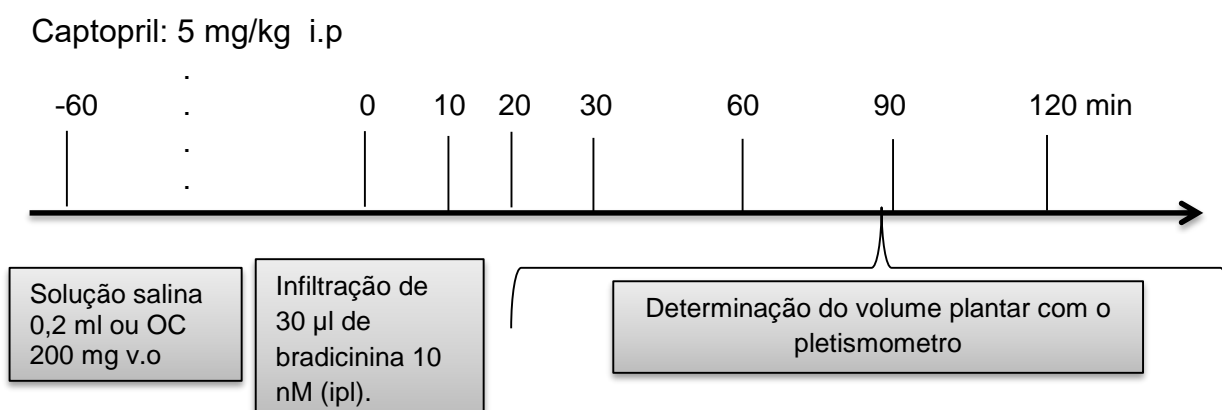 Captopril: 5 mg/kg i.p
-60 0 10 20 30 60 90 120 min
Solução salina
0,2 ml ou OC
200 mg v.o
Infiltração de
30 µl de
bradicinina 10
nM (ipl).
Determinação do volume plantar com o
pletismometro